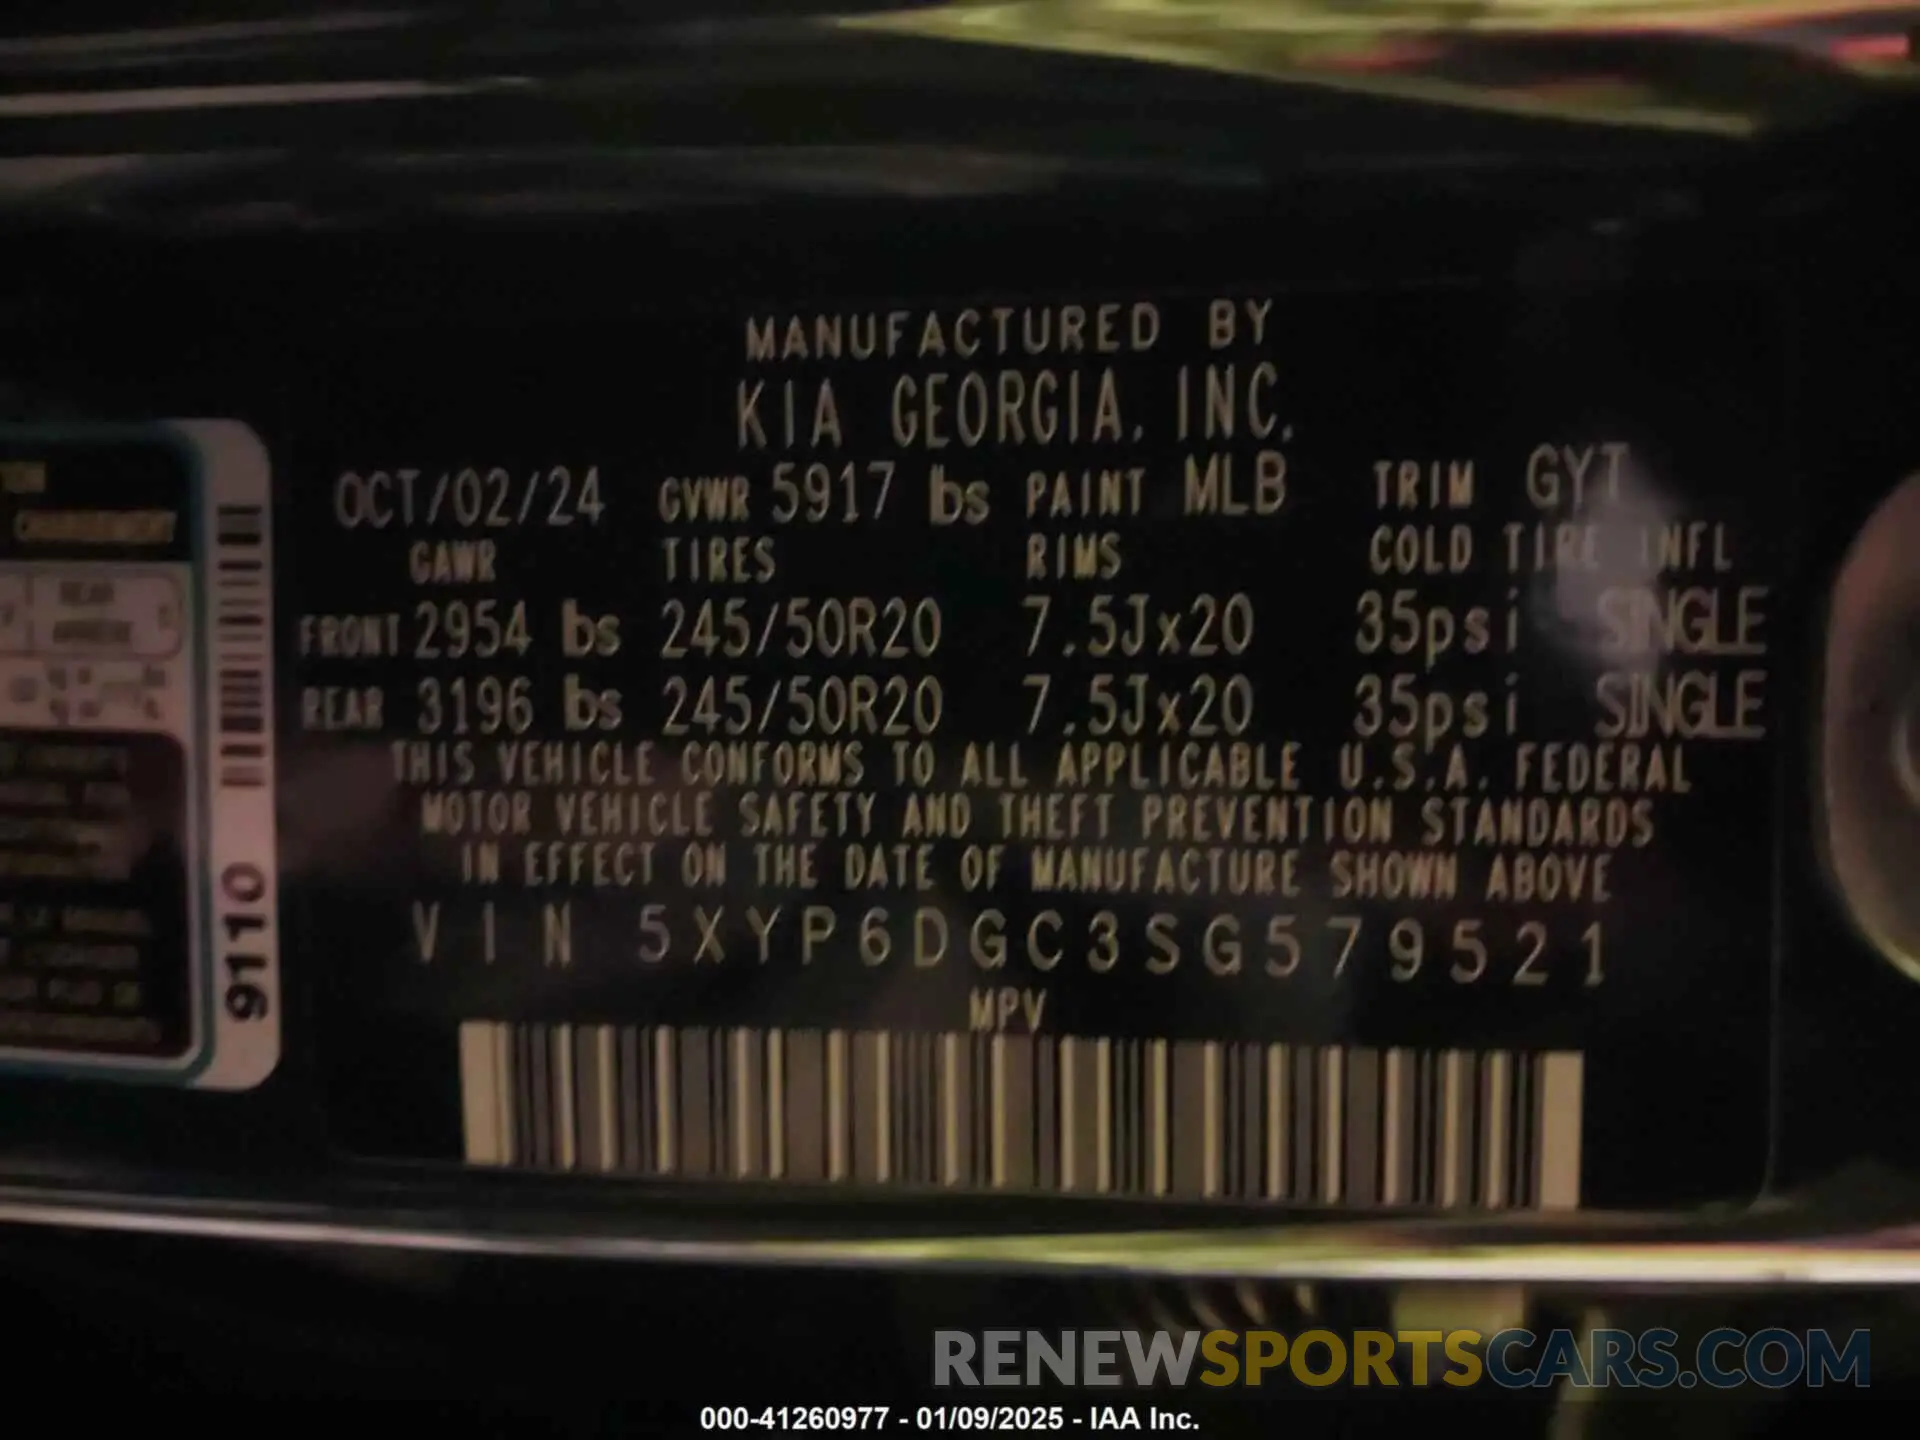 MANUFACTURED BY
KIA GEORGIA, INC.
OCT/02/24 GVWR 5917 lbs PAINT MLB TRIM GYT
GAWR TIRES RIMS COLD TIRE INFL
FRONT 2954 lbs 245/50R20 7.5Jx20 35psi SINGLE
REAR 3196 lbs 245/50R20 7.5Jx20 35psi SINGLE
THIS VEHICLE CONFORMS TO ALL APPLICABLE U.S.A. FEDERAL
MOTOR VEHICLE SAFETY AND THEFT PREVENTION STANDARDS
IN EFFECT ON THE DATE OF MANUFACTURE SHOWN ABOVE
VIN 5XYP6DGC3SG579521
MPV
REAR
ARRIERE
9110
RENEWSPORTSCARS.COM
000-41260977 - 01/09/2025 - IAA Inc.